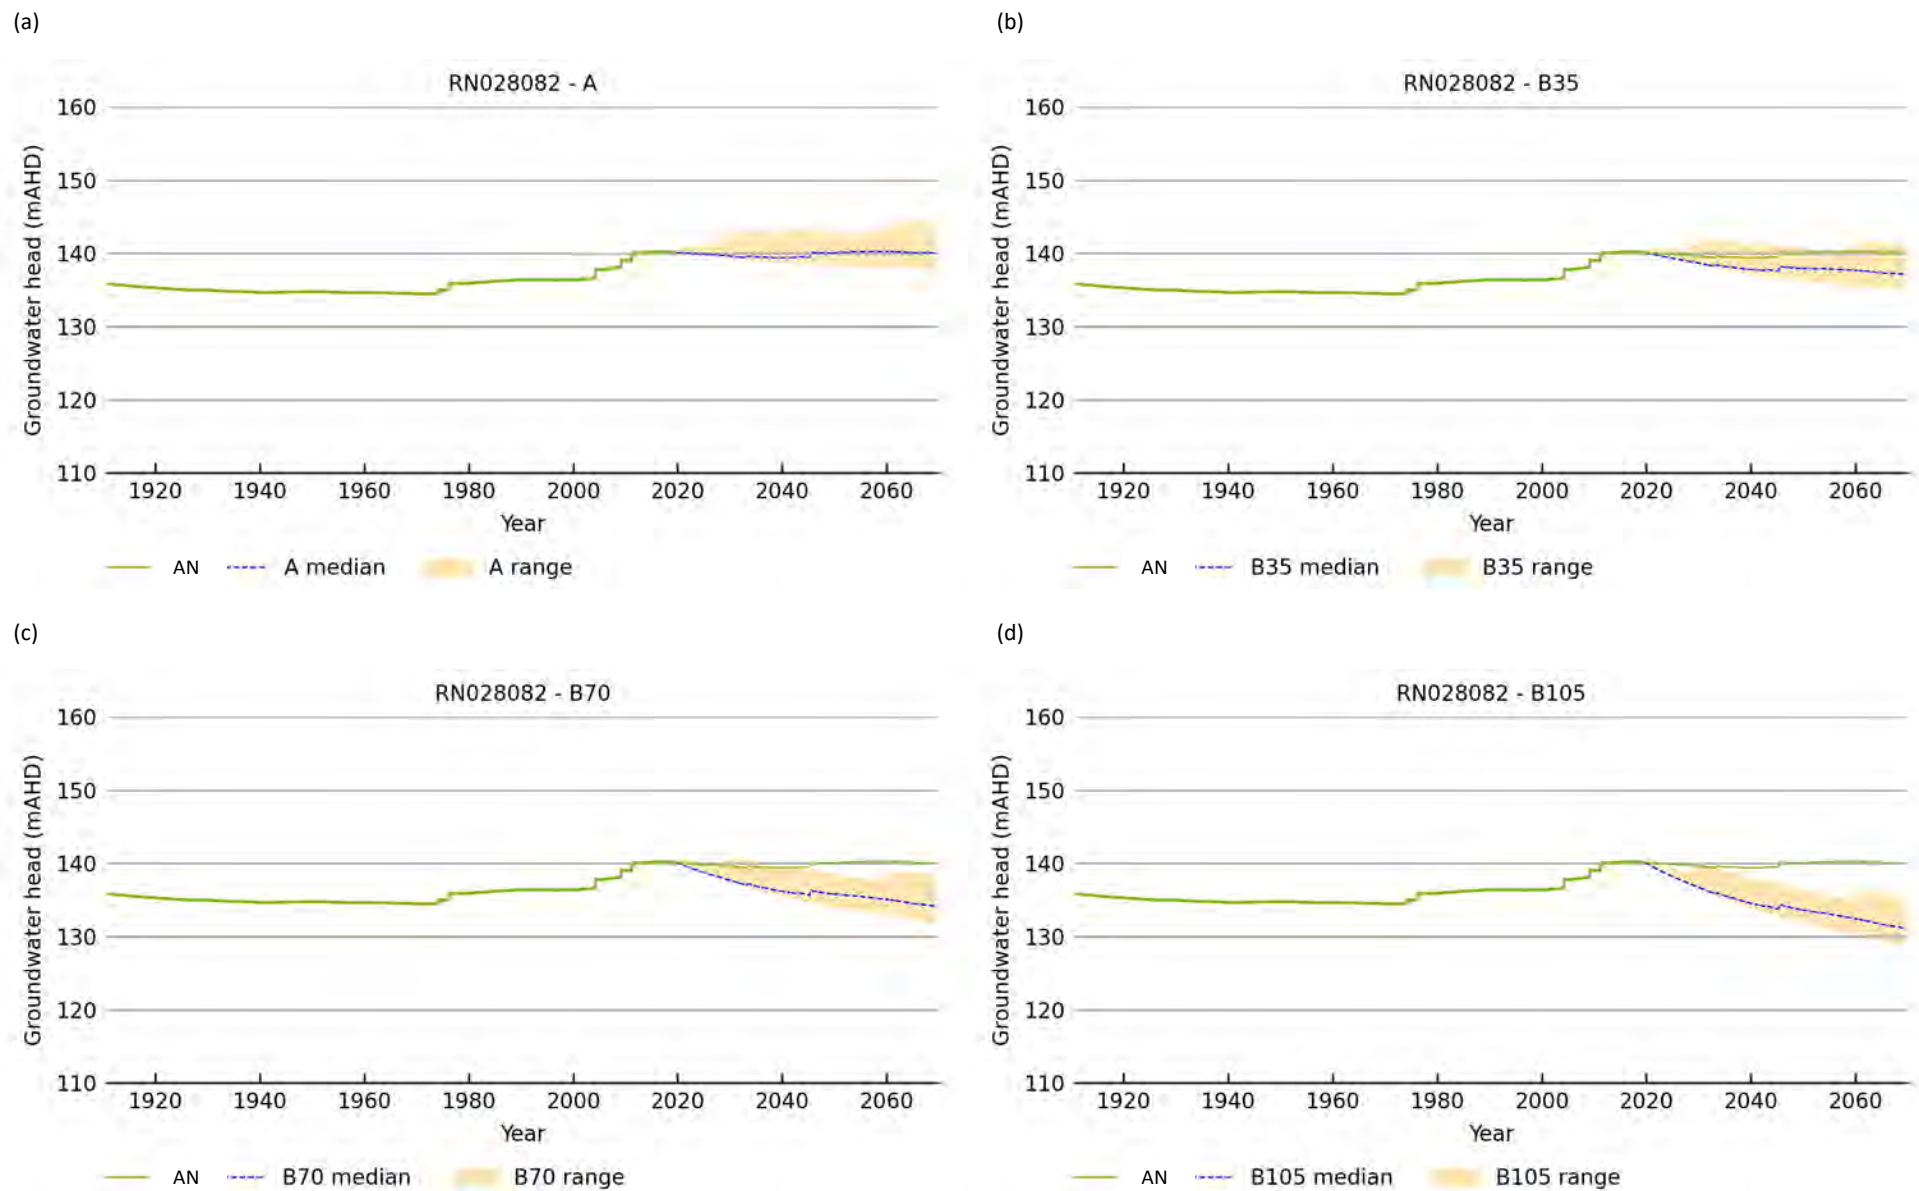 (a)
RN028082 - A
Groundwater head (mAHD)
160
150
140
130
120
110
1920 1940 1960 1980 2000 2020 2040 2060
Year
AN A median A range
(b)
RN028082 - B35
Groundwater head (mAHD)
160
150
140
130
120
110
1920 1940 1960 1980 2000 2020 2040 2060
Year
AN B35 median B35 range
(c)
RN028082 - B70
Groundwater head (mAHD)
160
150
140
130
120
110
1920 1940 1960 1980 2000 2020 2040 2060
Year
AN B70 median B70 range
(d)
RN028082 - B105
Groundwater head (mAHD)
160
150
140
130
120
110
1920 1940 1960 1980 2000 2020 2040 2060
Year
AN B105 median B105 range